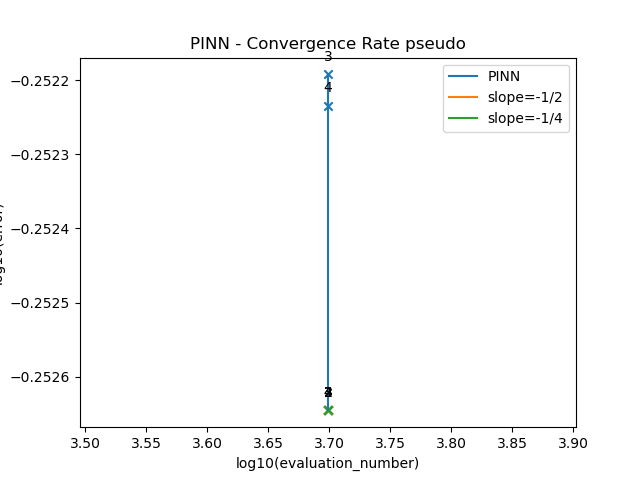 PINN - Convergence Rate pseudo
3
4
PINN
slope=-1/2
slope=-1/4
−0.2522
−0.2523
−0.2524
−0.2525
−0.2526
3.50 3.55 3.60 3.65 3.70 3.75 3.80 3.85 3.90
log10(evaluation_number)